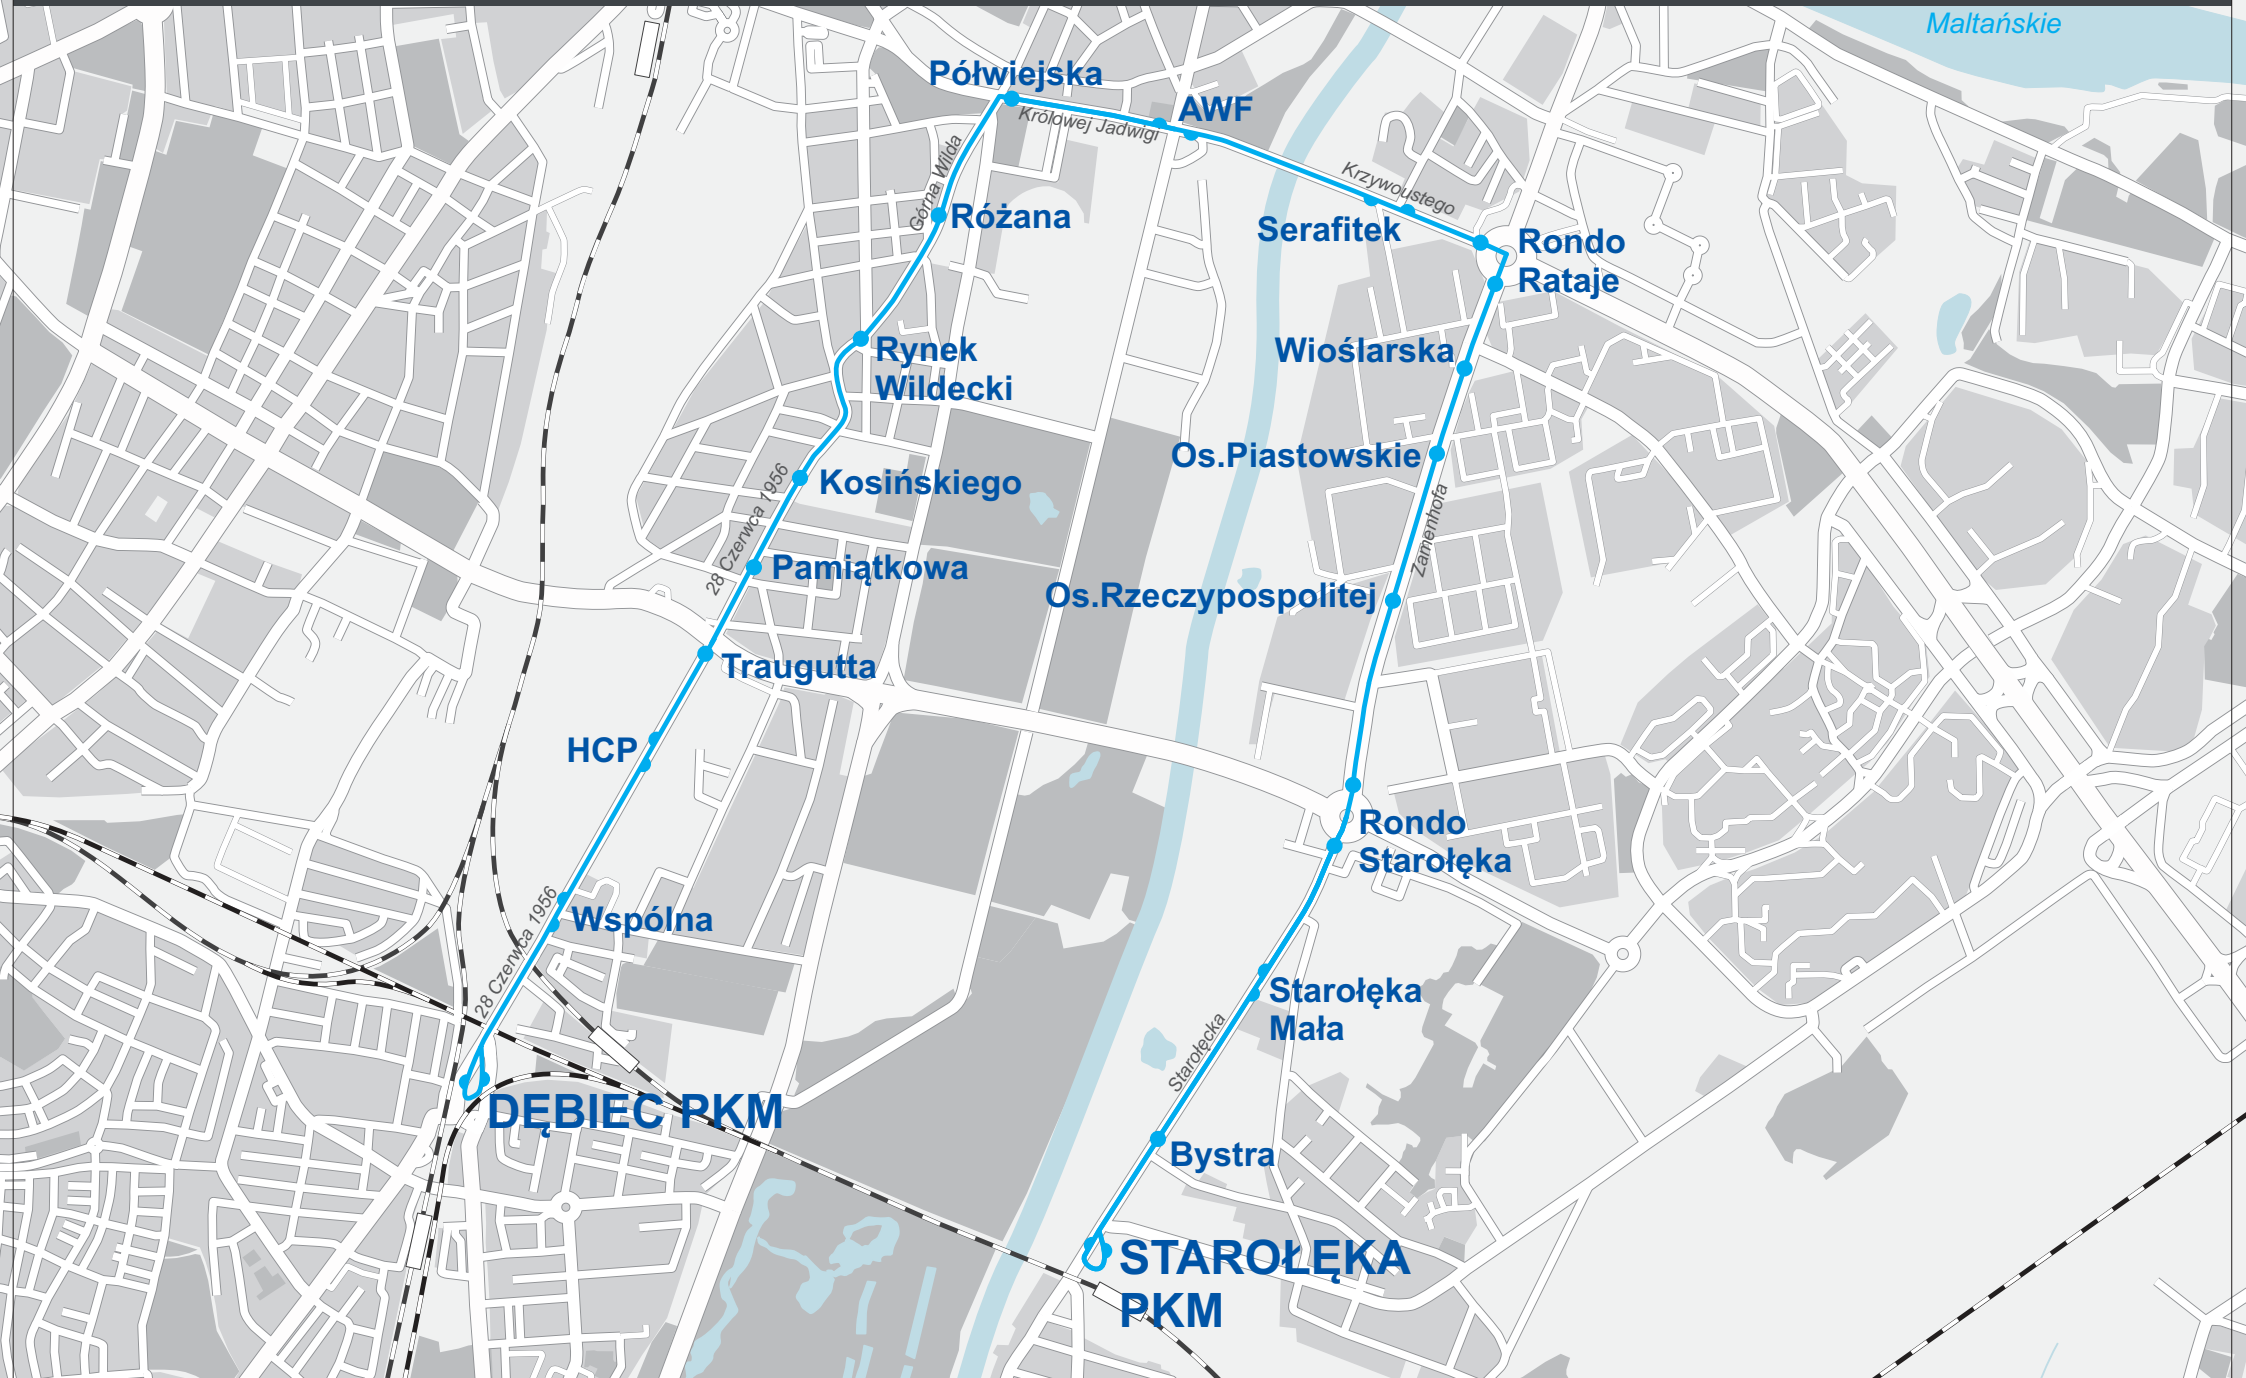 Maltańskie
Półwiejska
AWF
Królowej Jadwigi
Górna Wilda
Krzywoustego
Różana
Serafitek
Rondo
Rataje
Rynek
Wildecki
Wioślarska
Os.Piastowskie
Kosińskiego
28 Czerwca 1956
Zamenhofa
Pamiątkowa
Os.Rzeczypospolitej
Traugutta
HCP
Rondo
Starołęka
Wspólna
28 Czerwca 1956
Starołęka
Mała
Starołęcka
DĘBIEC PKM
Bystra
STAROŁĘKA
PKM